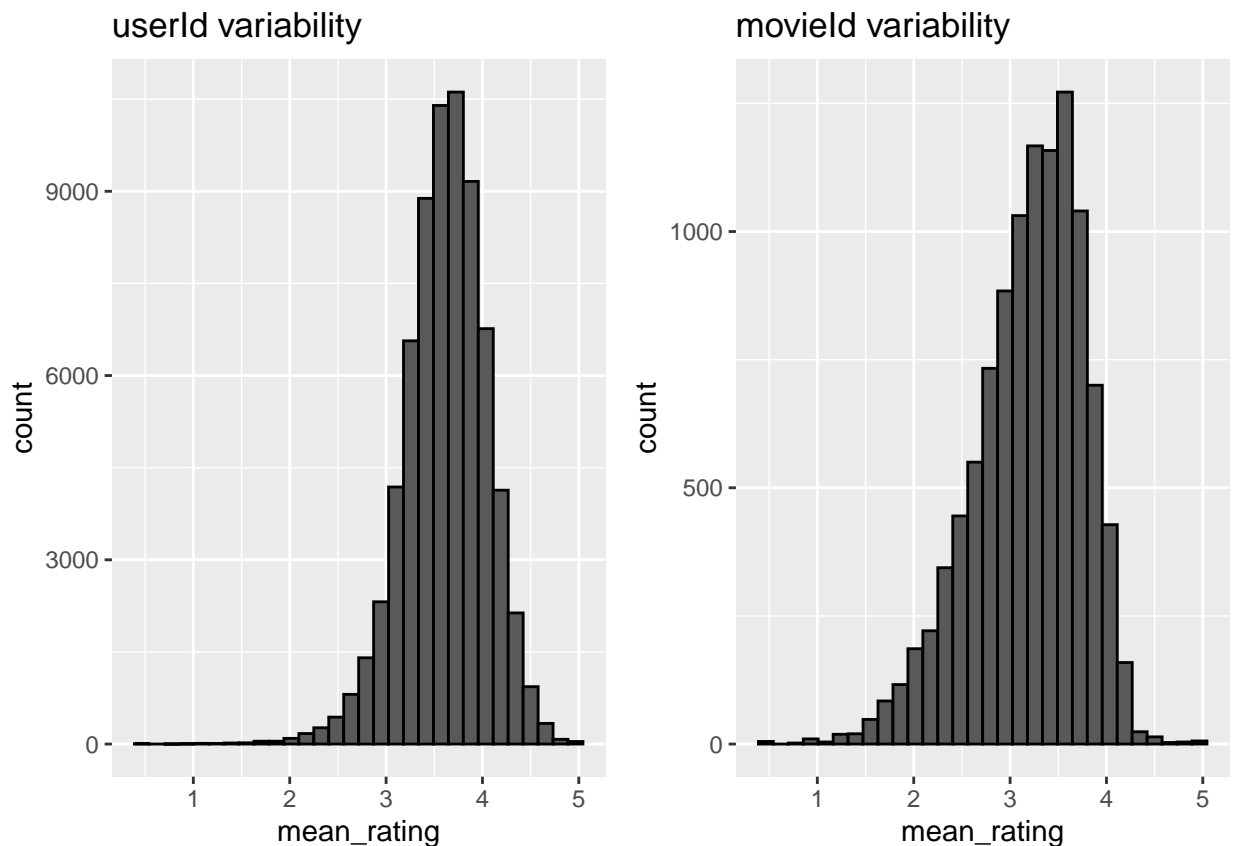 userId variability
movieId variability
count
9000
6000
3000
0
1 2 3 4 5
mean_rating
count
1000
500
0
1 2 3 4 5
mean_rating